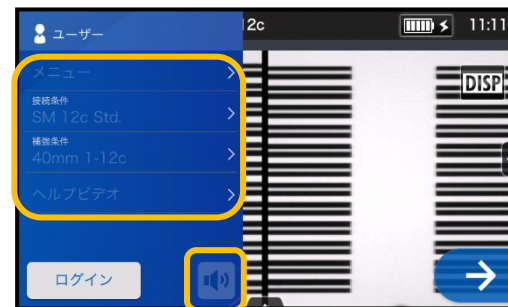 ユーザー
12c
11:11
メニュー
接続条件
SM 12c Std.
補強条件
40mm 1-12c
ヘルプビデオ
ログイン
DISP